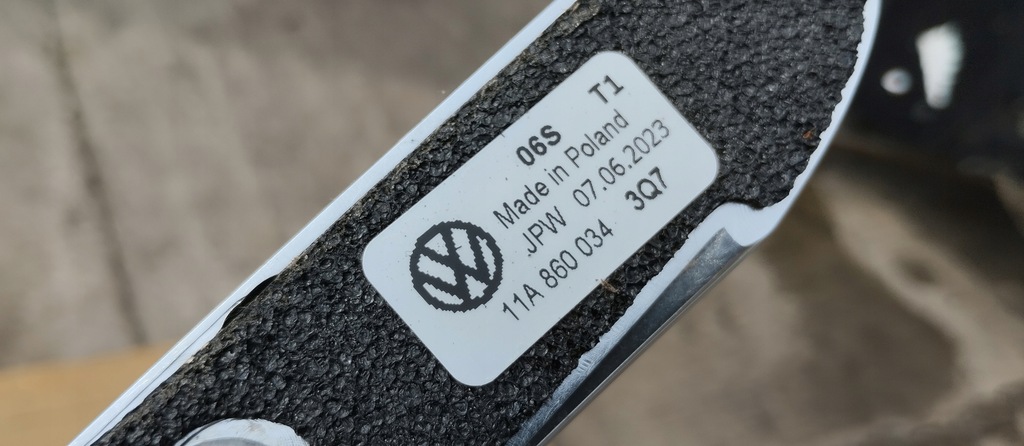 06S T1
Made in Poland
JPW 07.06.2023
11A 860 034 3Q7